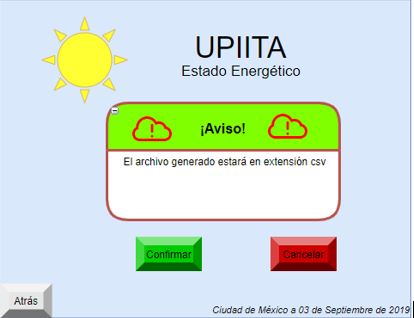 UPIITA
Estado Energético
¡Aviso!
El archivo generado estará en extensión csv
Confirmar
Cancelar
Atrás
Ciudad de México a 03 de Septiembre de 2019